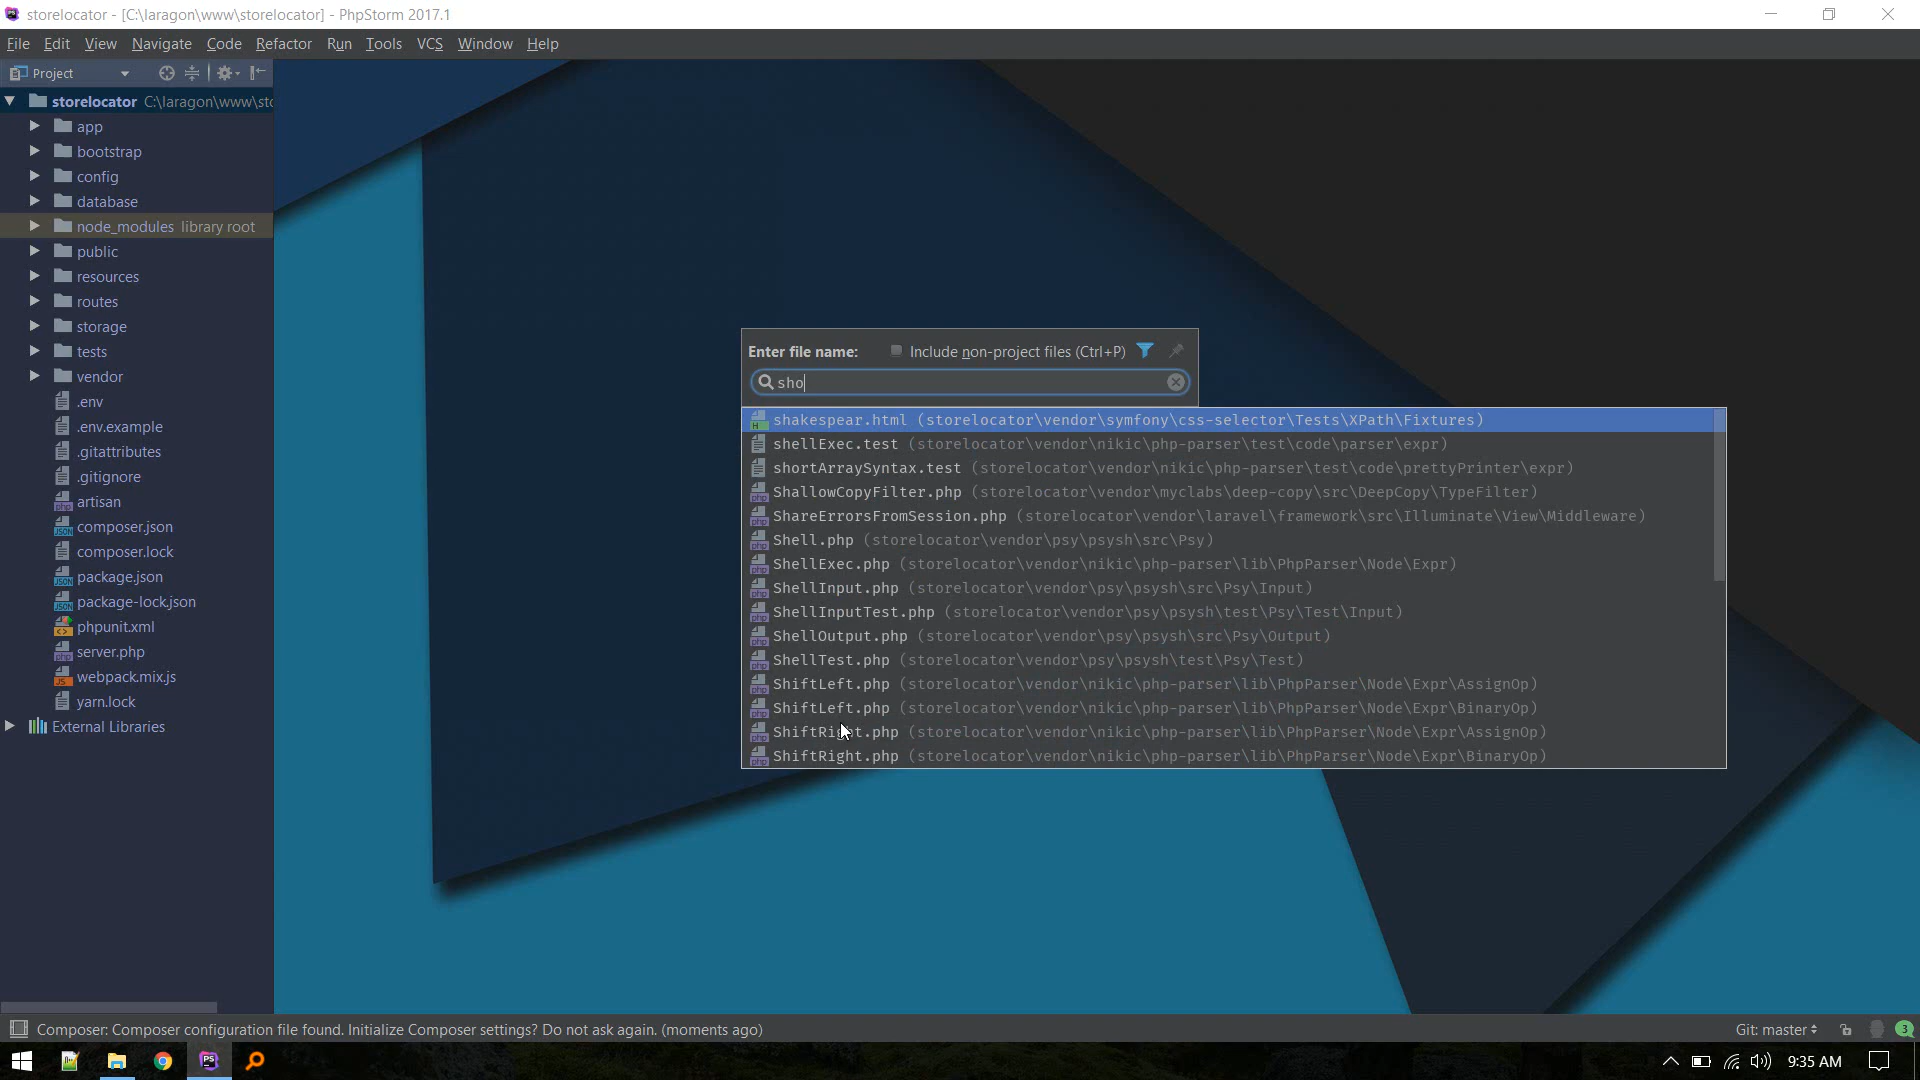 storelocator - [C:\laragon\www\storelocator] - PhpStorm 2017.1
File Edit View Navigate Code Refactor Run Tools VCS Window Help
Project
storelocator C:\laragon\www\sto
app
bootstrap
config
database
node_modules library root
public
resources
routes
storage
tests
vendor
.env
.env.example
.gitattributes
.gitignore
artisan
composer.json
composer.lock
package.json
package-lock.json
phpunit.xml
server.php
webpack.mix.js
yarn.lock
External Libraries
Enter file name: Include non-project files (Ctrl+P)
sho
shakespear.html (storelocator\vendor\symfony\css-selector\Tests\XPath\Fixtures)
shellExec.test (storelocator\vendor\nikic\php-parser\test\code\parser\expr)
shortArraySyntax.test (storelocator\vendor\nikic\php-parser\test\code\prettyPrinter\expr)
ShallowCopyFilter.php (storelocator\vendor\myclabs\deep-copy\src\DeepCopy\TypeFilter)
ShareErrorsFromSession.php (storelocator\vendor\laravel\framework\src\Illuminate\View\Middleware)
Shell.php (storelocator\vendor\psy\psysh\src\Psy)
ShellExec.php (storelocator\vendor\nikic\php-parser\lib\PhpParser\Node\Expr)
ShellInput.php (storelocator\vendor\psy\psysh\src\Psy\Input)
ShellInputTest.php (storelocator\vendor\psy\psysh\test\Psy\Test\Input)
ShellOutput.php (storelocator\vendor\psy\psysh\src\Psy\Output)
ShellTest.php (storelocator\vendor\psy\psysh\test\Psy\Test)
ShiftLeft.php (storelocator\vendor\nikic\php-parser\lib\PhpParser\Node\Expr\AssignOp)
ShiftLeft.php (storelocator\vendor\nikic\php-parser\lib\PhpParser\Node\Expr\BinaryOp)
ShiftRight.php (storelocator\vendor\nikic\php-parser\lib\PhpParser\Node\Expr\AssignOp)
ShiftRight.php (storelocator\vendor\nikic\php-parser\lib\PhpParser\Node\Expr\BinaryOp)
Composer: Composer configuration file found. Initialize Composer settings? Do not ask again. (moments ago)
Git: master
3
9:35 AM